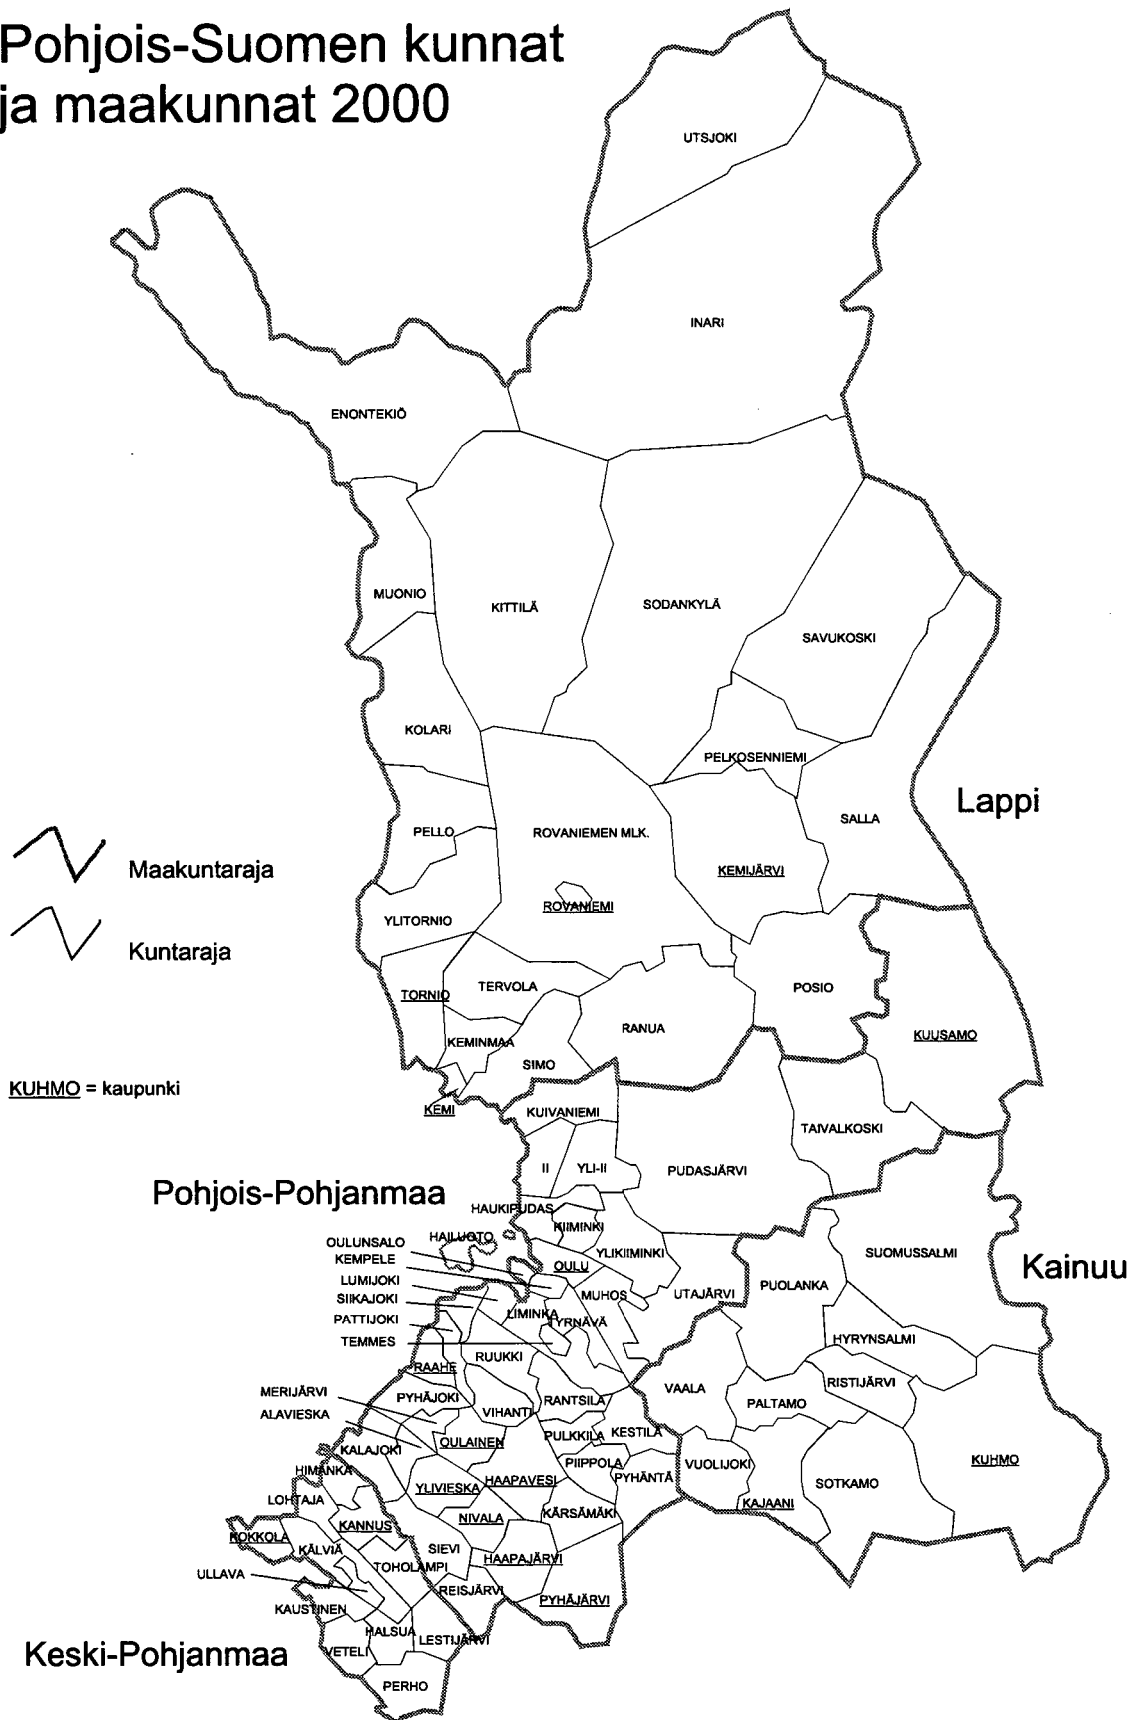 Pohjois-Suomen kunnat
ja maakunnat 2000
UTSJOKI
INARI
ENONTEKIÖ
MUONIO
KITTILÄ
SODANKYLÄ
SAVUKOSKI
KOLARI
PELKOSENNIEMI
Lappi
PELLO
ROVANIEMEN MLK.
SALLA
Maakuntaraja
KEMIJÄRVI
ROVANIEMI
YLITORNIO
Kuntaraja
TORNIO
TERVOLA
POSIO
RANUA
KUUSAMO
KEMINMAA
SIMO
KUHMO = kaupunki
KEMI
KUIVANIEMI
TAIVALKOSKI
II
YLI-II
PUDASJÄRVI
Pohjois-Pohjanmaa
HAUKIPUDAS
KIIMINKI
HAILUOTO
OULUNSALO
YLIKIIMINKI
SUOMUSSALMI
KEMPELE
OULU
Kainuu
LUMIJOKI
PUOLANKA
SIIKAJOKI
MUHOS
UTAJÄRVI
PATTIJOKI
LIMINKA
TYRNÄVÄ
TEMMES
HYRYNSALMI
RUUKKI
RAAHE
RISTIJÄRVI
MERIJÄRVI
PYHÄJOKI
VAALA
RANTSILA
PALTAMO
ALAVIESKA
VIHANTI
KESTILÄ
PULKKILA
OULAINEN
KALAJOKI
PIIPPOLA
VUOLIJOKI
KUHMO
HIMANKA
PYHÄNTÄ
HAAPAVESI
SOTKAMO
YLIVIESKA
LOHTAJA
KAJAANI
KÄRSÄMÄKI
NIVALA
KANNUS
KOKKOLA
KÄLVIÄ
SIEVI
HAAPAJÄRVI
TOHOLAMPI
ULLAVA
REISJÄRVI
PYHÄJÄRVI
KAUSTINEN
HALSUA
LESTIJÄRVI
VETELI
Keski-Pohjanmaa
PERHO